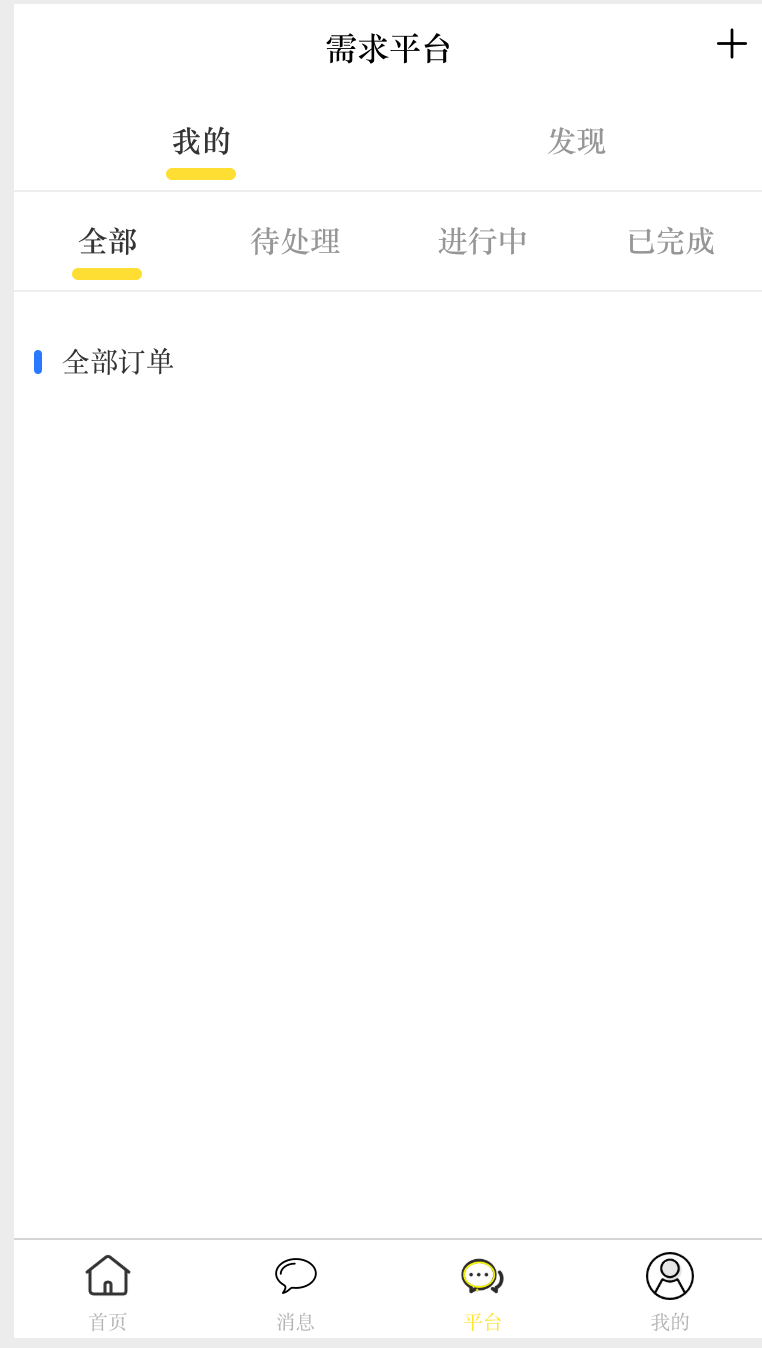 需求平台
我的 发现
全部 待处理 进行中 已完成
全部订单
首页 消息 平台 我的